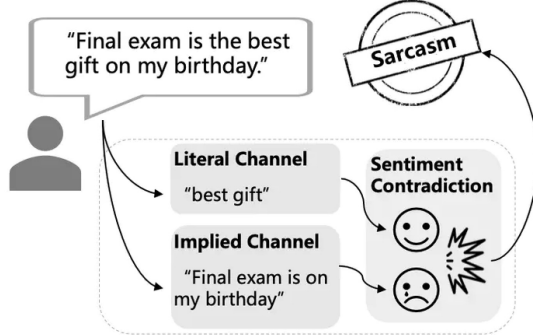 “Final exam is the best
gift on my birthday.”
Sarcasm
Literal Channel
“best gift”
Implied Channel
“Final exam is on
my birthday”
Sentiment
Contradiction